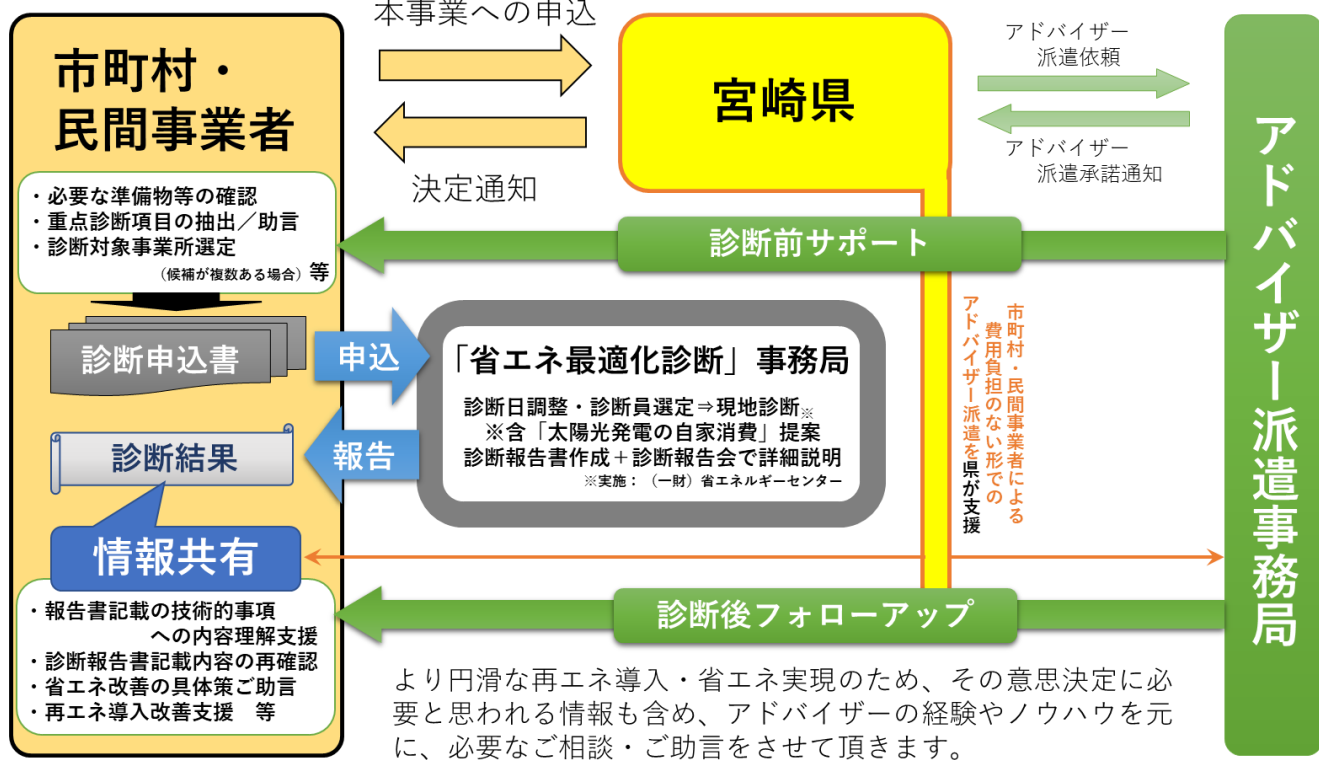 市町村・
民間事業者
・必要な準備物等の確認
・重点診断項目の抽出／助言
・診断対象事業所選定
（候補が複数ある場合）等
診断申込書
診断結果
情報共有
・報告書記載の技術的事項
への内容理解支援
・診断報告書記載内容の再確認
・省エネ改善の具体策ご助言
・再エネ導入改善支援　等
本事業への申込
決定通知
宮崎県
アドバイザー
派遣依頼
アドバイザー
派遣承諾通知
診断前サポート
申込
報告
「省エネ最適化診断」事務局
診断日調整・診断員選定⇒現地診断※
※含「太陽光発電の自家消費」提案
診断報告書作成＋診断報告会で詳細説明
※実施：（一財）省エネルギーセンター
市町村・民間事業者による
費用負担のない形での
アドバイザー派遣を県が支援
診断後フォローアップ
アドバイザー派遣事務局
より円滑な再エネ導入・省エネ実現のため、その意思決定に必
要と思われる情報も含め、アドバイザーの経験やノウハウを元
に、必要なご相談・ご助言をさせて頂きます。